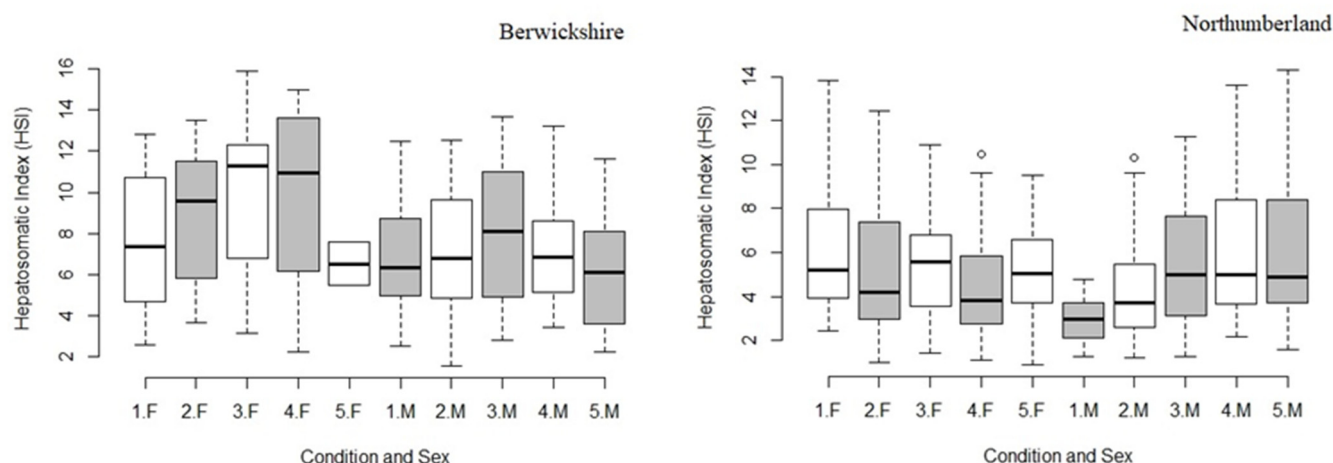 Berwickshire
Hepatosomatic Index (HSI)
16
14
12
10
8
6
4
2
1.F 2.F 3.F 4.F 5.F 1.M 2.M 3.M 4.M 5.M
Condition and Sex
Northumberland
Hepatosomatic Index (HSI)
14
12
10
8
6
4
2
1.F 2.F 3.F 4.F 5.F 1.M 2.M 3.M 4.M 5.M
Condition and Sex